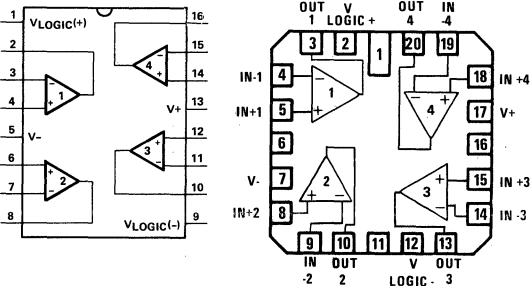 1 VLOGIC(+) 16
2 15
3 − 1 4 14
4 + V+ 13
5 V− 12
6 + 3 11
7 − 2 10
8 VLOGIC(−) 9
OUT 1 V LOGIC + OUT 4 IN -4
3 2 1 20 19
IN-1 4 − 18 IN +4
IN+1 5 + 1 4 17 V+
6 16
V- 7 2 3 + 15 IN +3
IN+2 8 + − − 14 IN -3
9 10 11 12 13
IN -2 OUT 2 V LOGIC - OUT 3